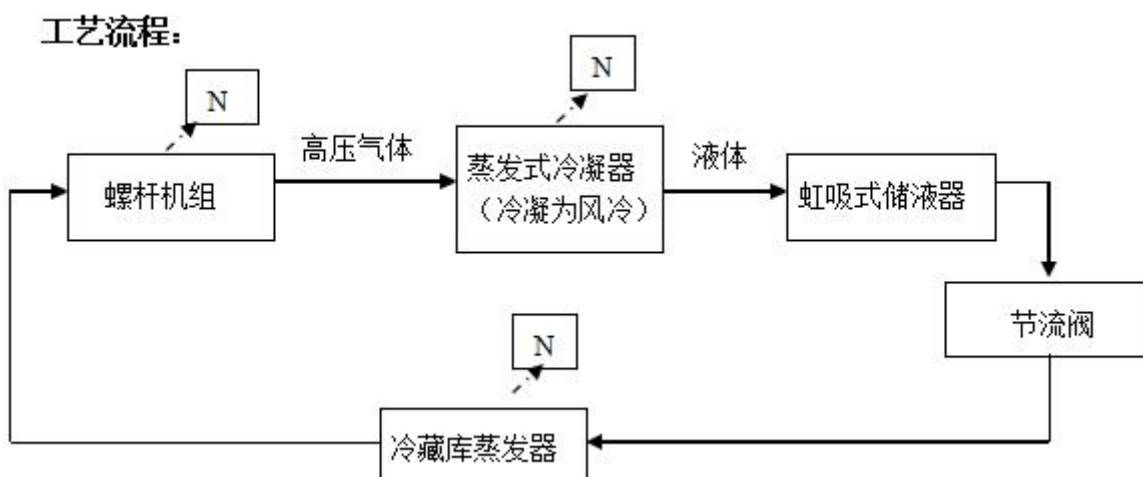 工艺流程：
N
N
螺杆机组
高压气体
蒸发式冷凝器
（冷凝为风冷）
液体
虹吸式储液器
节流阀
N
冷藏库蒸发器